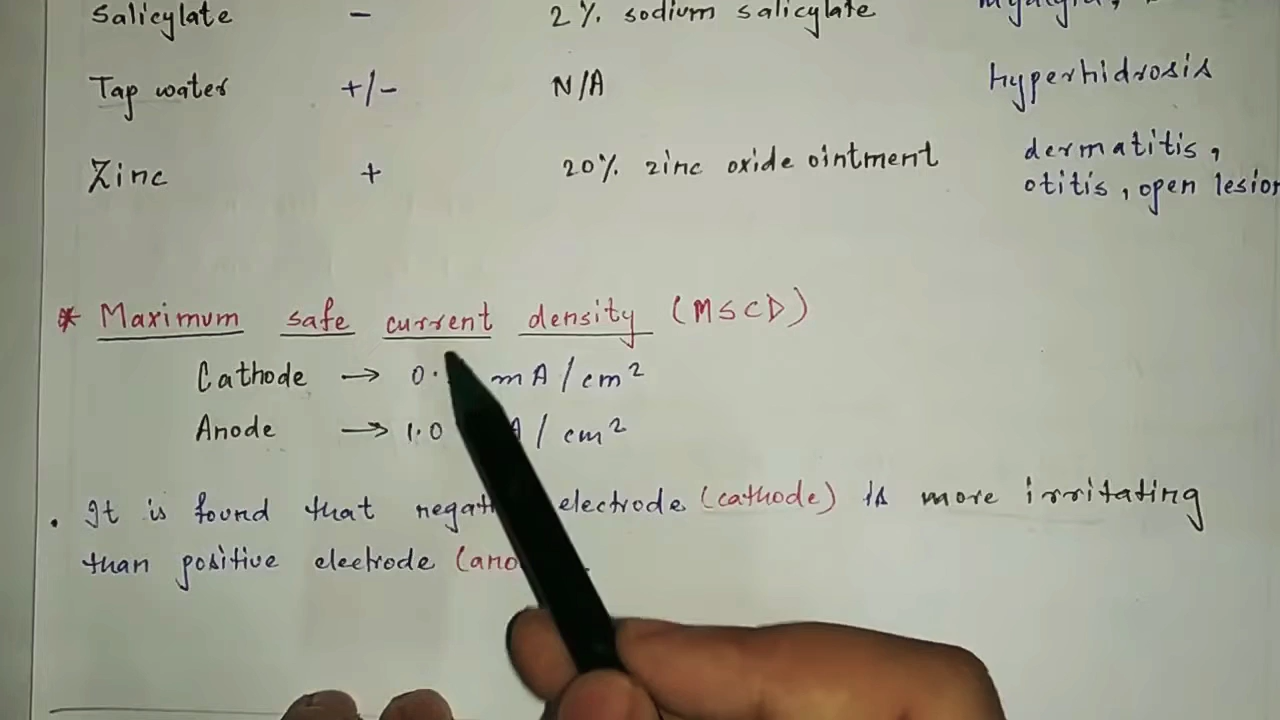 Salicylate - 2% sodium salicylate
Tap water +/- N/A hyperhidrosis
Zinc + 20% zinc oxide ointment dermatitis,
otitis, open lesion
* Maximum safe current density (MSCD)
Cathode → 0. mA/cm²
Anode → 1.0 A/cm²
. It is found that negat electrode (cathode) is more irritating
than positive electrode (ano